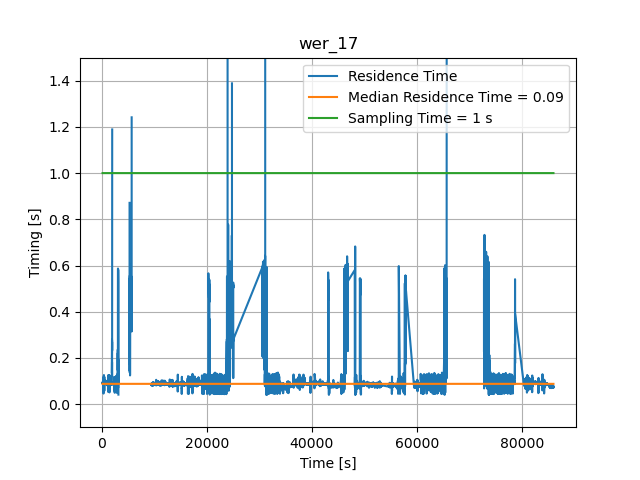 wer_17
Residence Time
Median Residence Time = 0.09
Sampling Time = 1 s
Timing [s]
1.4
1.2
1.0
0.8
0.6
0.4
0.2
0.0
0 20000 40000 60000 80000
Time [s]